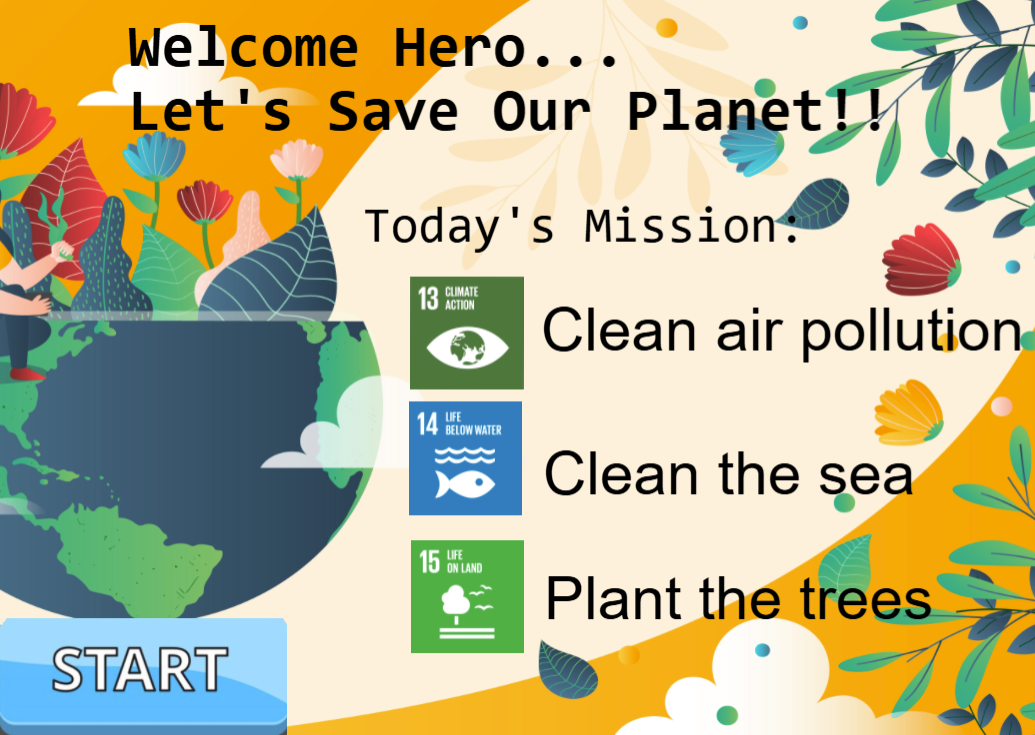 Welcome Hero...
Let's Save Our Planet!!
Today's Mission:
13 CLIMATE
ACTION
Clean air pollution
14 LIFE
BELOW WATER
Clean the sea
15 LIFE
ON LAND
Plant the trees
START